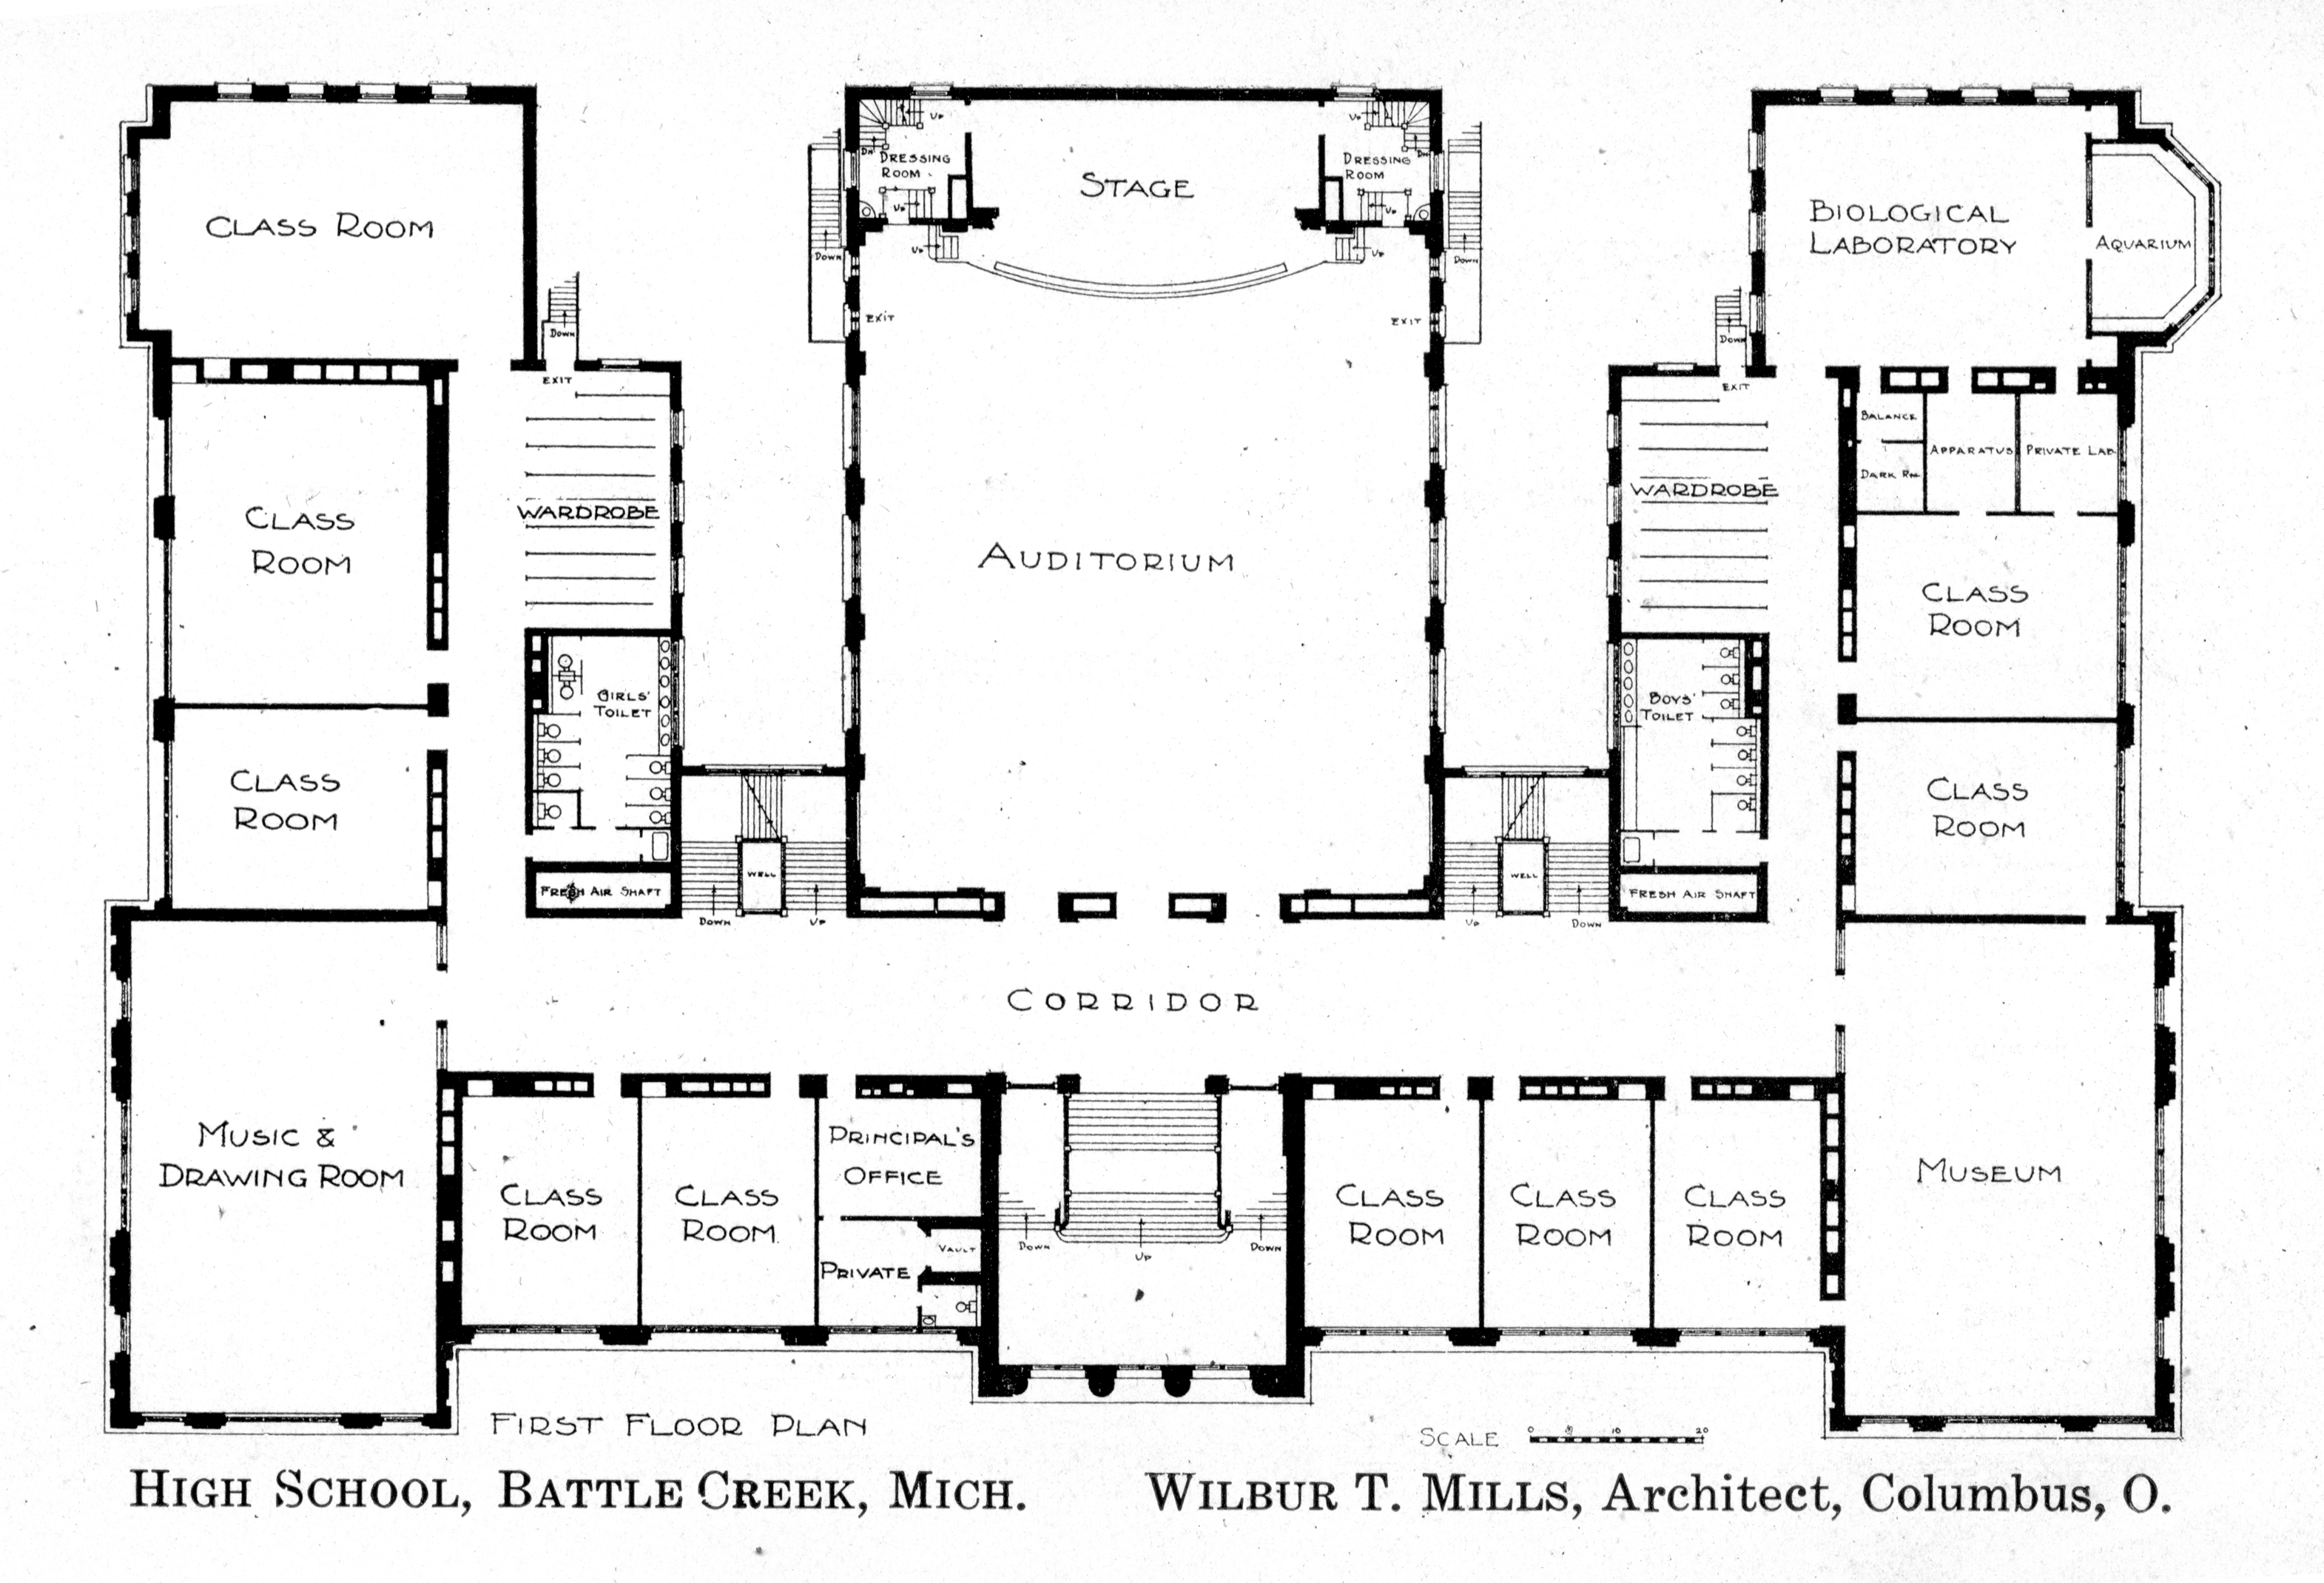 UP
UP
DN
DRESSING
ROOM
UP
STAGE
DRESSING
ROOM
DN
UP
CLASS ROOM
BIOLOGICAL
LABORATORY
AQUARIUM
DOWN
UP
UP
DOWN
EXIT
EXIT
DOWN
DOWN
EXIT
EXIT
BALANCE
APPARATUS
PRIVATE LAB
DARK RM
WARDROBE
WARDROBE
CLASS
ROOM
AUDITORIUM
CLASS
ROOM
GIRLS'
TOILET
BOYS'
TOILET
CLASS
ROOM
CLASS
ROOM
WELL
WELL
FRESH AIR SHAFT
FRESH AIR SHAFT
DOWN
UP
UP
DOWN
CORRIDOR
MUSIC &
DRAWING ROOM
PRINCIPAL'S
OFFICE
MUSEUM
CLASS
ROOM
CLASS
ROOM
CLASS
ROOM
CLASS
ROOM
CLASS
ROOM
VAULT
PRIVATE
DOWN
UP
DOWN
FIRST FLOOR PLAN
SCALE 0 5 10 20
HIGH SCHOOL, BATTLE CREEK, MICH.
WILBUR T. MILLS, Architect, Columbus, O.